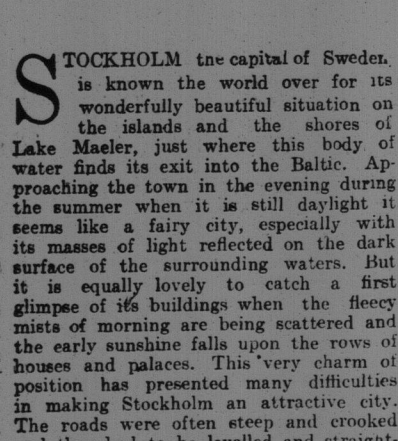 STOCKHOLM the capital of Sweden
is known the world over for its
wonderfully beautiful situation on
the islands and the shores of
Lake Maeler, just where this body of
water finds its exit into the Baltic. Ap-
proaching the town in the evening during
the summer when it is still daylight it
seems like a fairy city, especially with
its masses of light reflected on the dark
surface of the surrounding waters. But
it is equally lovely to catch a first
glimpse of its buildings when the fleecy
mists of morning are being scattered and
the early sunshine falls upon the rows of
houses and palaces. This very charm of
position has presented many difficulties
in making Stockholm an attractive city.
The roads were often steep and crooked